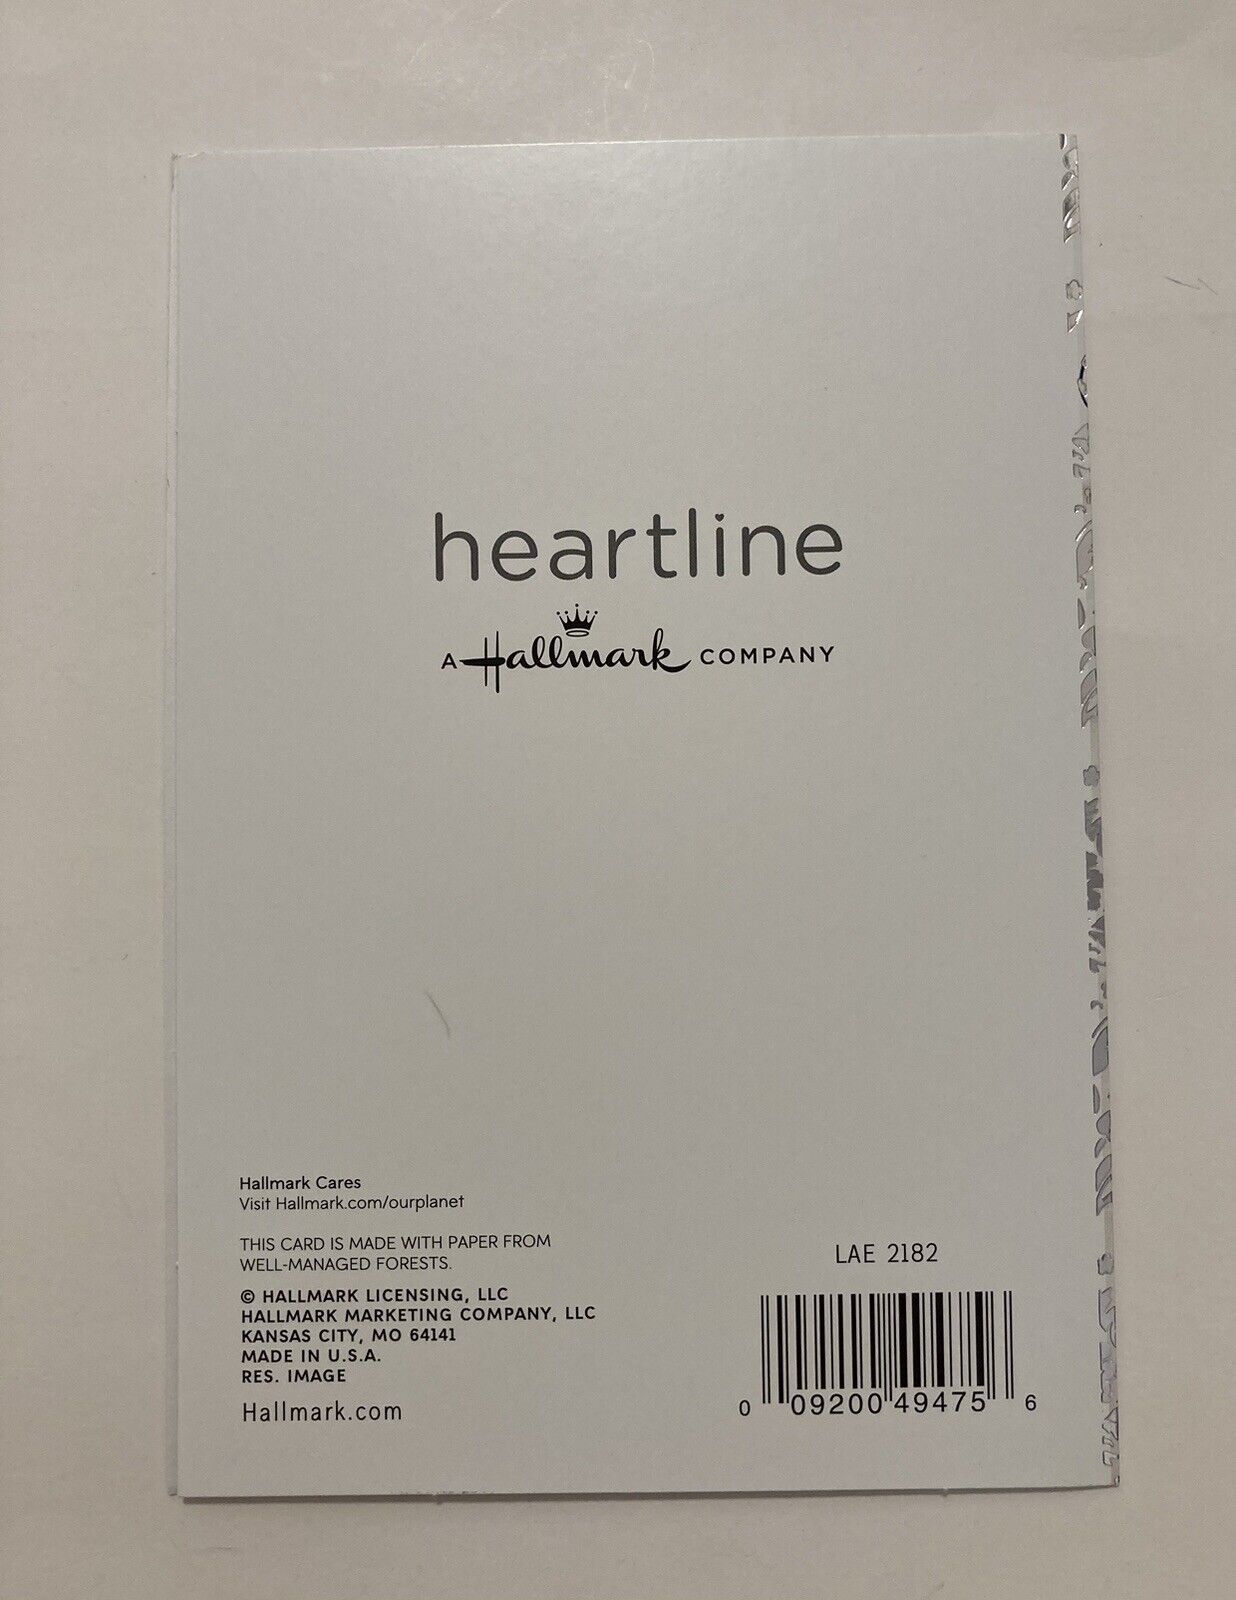 heartline
A Hallmark COMPANY
Hallmark Cares
Visit Hallmark.com/ourplanet
THIS CARD IS MADE WITH PAPER FROM
WELL-MANAGED FORESTS.
© HALLMARK LICENSING, LLC
HALLMARK MARKETING COMPANY, LLC
KANSAS CITY, MO 64141
MADE IN U.S.A.
RES. IMAGE
Hallmark.com
LAE 2182
0 09200 49475 6